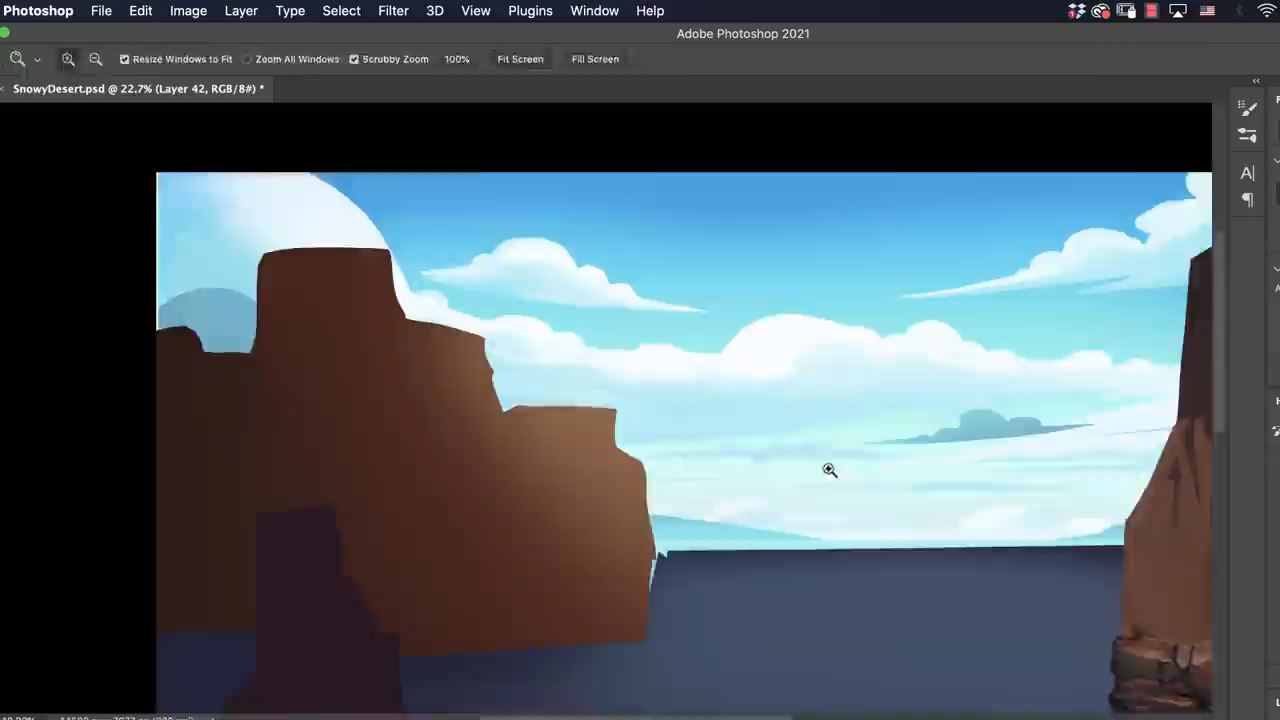 Photoshop File Edit Image Layer Type Select Filter 3D View Plugins Window Help
Adobe Photoshop 2021
Resize Windows to Fit Zoom All Windows Scrubby Zoom 100% Fit Screen Fill Screen
SnowyDesert.psd @ 22.7% (Layer 42, RGB/8#) *